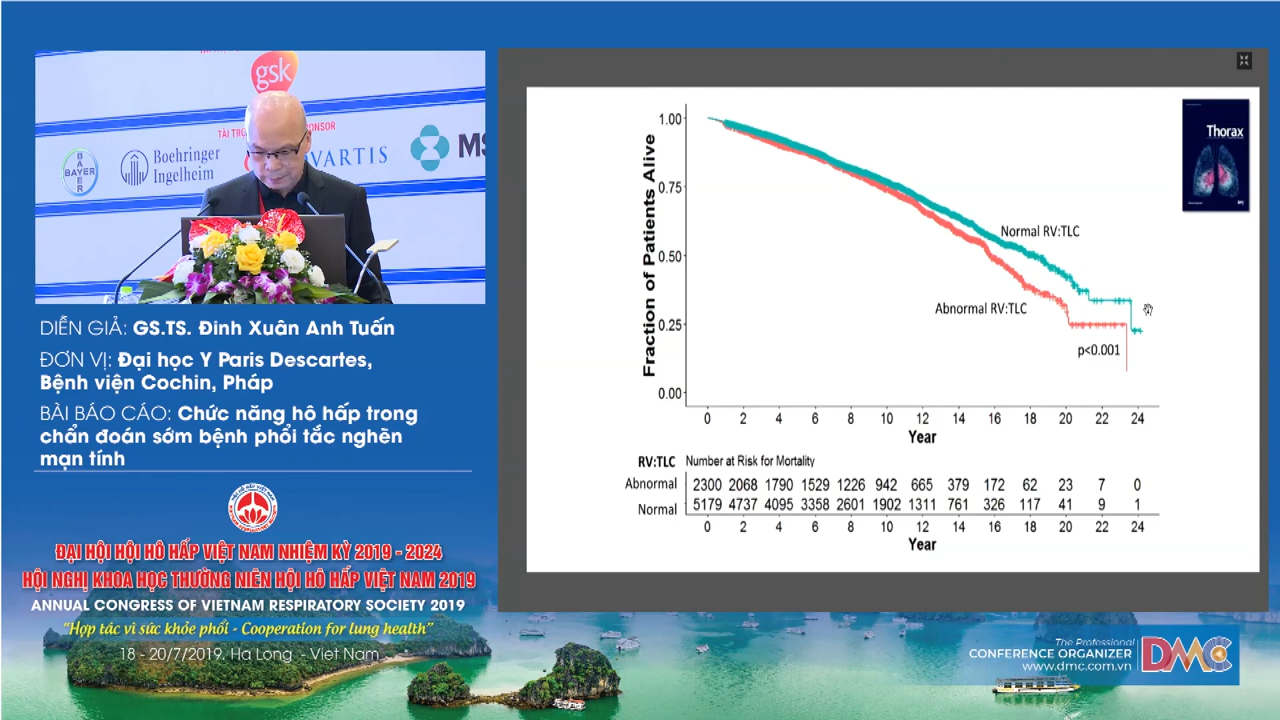 gsk
BAYER
BAYER
Boehringer
Ingelheim
VARTIS
MS
DIỄN GIẢ: GS.TS. Đinh Xuân Anh Tuấn
ĐƠN VỊ: Đại học Y Paris Descartes,
Bệnh viện Cochin, Pháp
BÀI BÁO CÁO: Chức năng hô hấp trong
chẩn đoán sớm bệnh phổi tắc nghẽn
mạn tính
ĐẠI HỘI HỘI HÔ HẤP VIỆT NAM NHIỆM KỲ 2019 - 2024
HỘI NGHỊ KHOA HỌC THƯỜNG NIÊN HỘI HÔ HẤP VIỆT NAM 2019
ANNUAL CONGRESS OF VIETNAM RESPIRATORY SOCIETY 2019
"Hợp tác vì sức khỏe phổi - Cooperation for lung health"
18 - 20/7/2019. Ha Long - Viet Nam
Thorax
Fraction of Patients Alive
1.00
0.75
0.50
0.25
0.00
Normal RV:TLC
Abnormal RV:TLC
p<0.001
0 2 4 6 8 10 12 14 16 18 20 22 24
Year
RV:TLC Number at Risk for Mortality
Abnormal 2300 2068 1790 1529 1226 942 665 379 172 62 23 7 0
Normal 5179 4737 4095 3358 2601 1902 1311 761 326 117 41 9 1
0 2 4 6 8 10 12 14 16 18 20 22 24
Year
The Professional
CONFERENCE ORGANIZER
www.dmc.com.vn
DMC